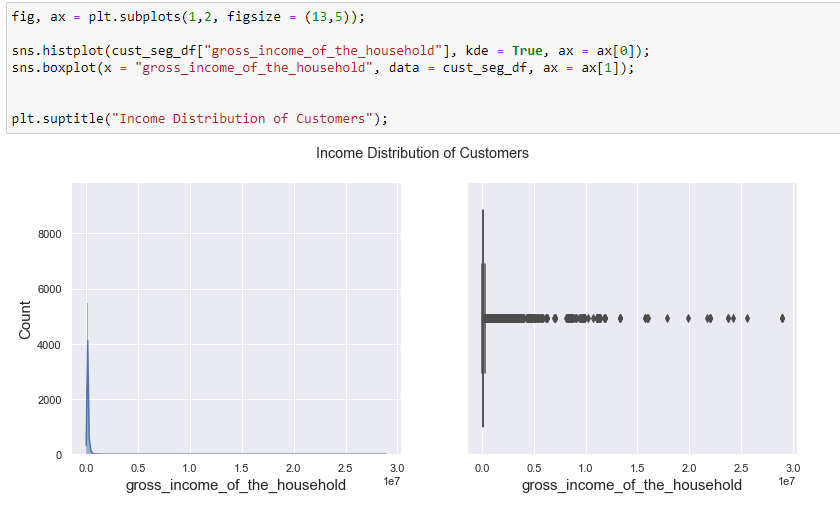 fig, ax = plt.subplots(1,2, figsize = (13,5));
sns.histplot(cust_seg_df["gross_income_of_the_household"], kde = True, ax = ax[0]);
sns.boxplot(x = "gross_income_of_the_household", data = cust_seg_df, ax = ax[1]);
plt.suptitle("Income Distribution of Customers");
Income Distribution of Customers
8000
6000
4000
2000
0
Count
0.0 0.5 1.0 1.5 2.0 2.5 3.0
1e7
gross_income_of_the_household
0.0 0.5 1.0 1.5 2.0 2.5 3.0
1e7
gross_income_of_the_household